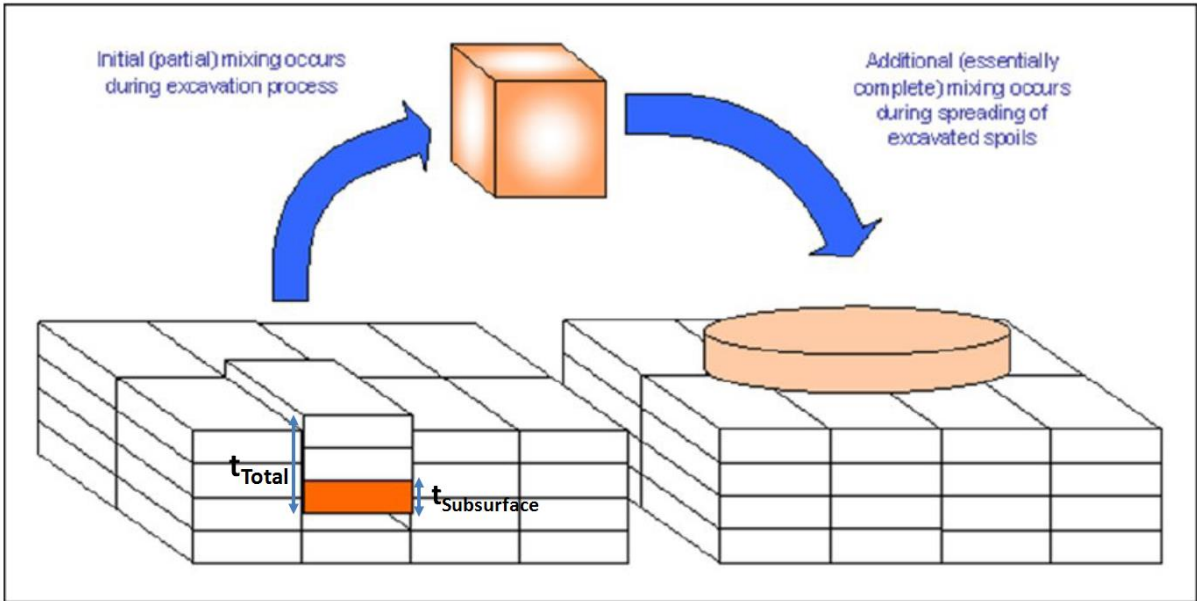 Initial (partial) mixing occurs
during excavation process
Additional (essentially
complete) mixing occurs
during spreading of
excavated spoils
tTotal
tSubsurface